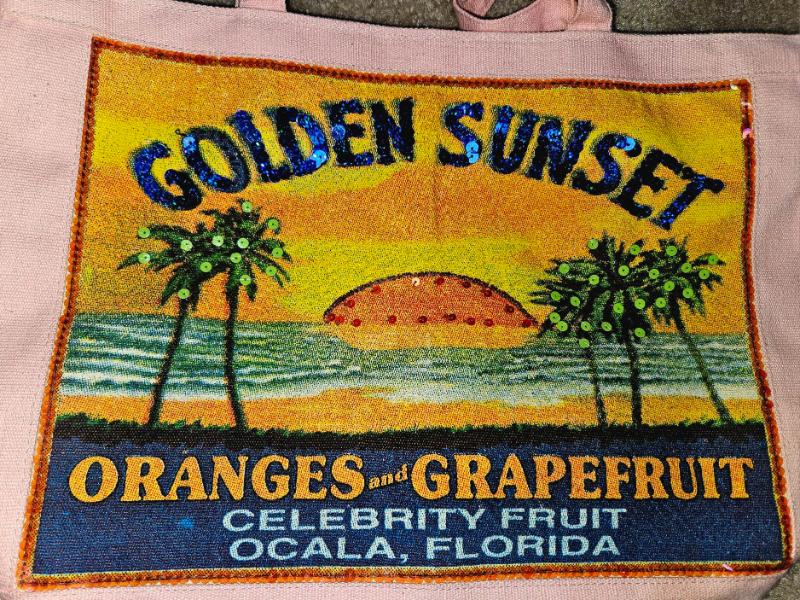 GOLDEN SUNSET
ORANGES and GRAPEFRUIT
CELEBRITY FRUIT
OCALA, FLORIDA